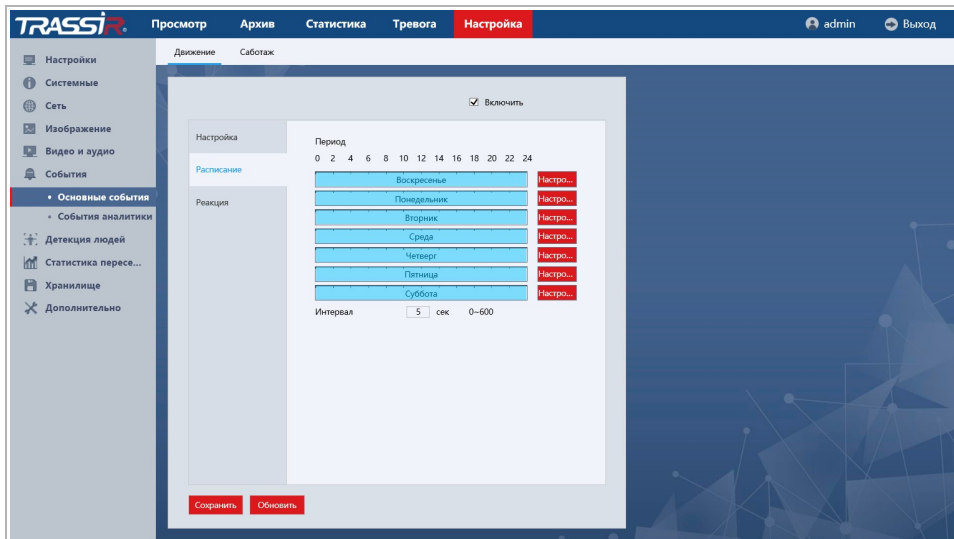 TRASSIR Просмотр Архив Статистика Тревога Настройка admin Выход
Движение Саботаж
Настройки
Системные
Сеть
Изображение
Видео и аудио
События
• Основные события
• События аналитики
Детекция людей
Статистика пересе...
Хранилище
Дополнительно
Включить
Настройка
Расписание
Реакция
Период
0 2 4 6 8 10 12 14 16 18 20 22 24
Воскресенье Настро...
Понедельник Настро...
Вторник Настро...
Среда Настро...
Четверг Настро...
Пятница Настро...
Суббота Настро...
Интервал 5 сек 0~600
Сохранить Обновить